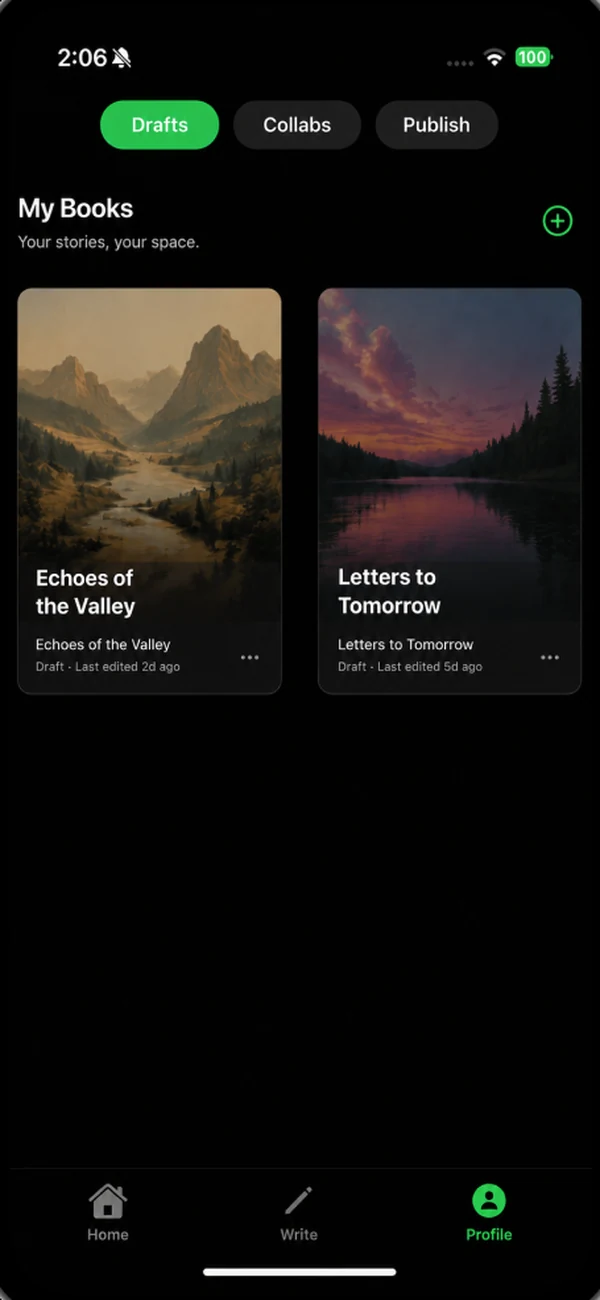 2:06
100
Drafts
Collabs
Publish
My Books
Your stories, your space.
Echoes of
the Valley
Echoes of the Valley
Draft · Last edited 2d ago
Letters to
Tomorrow
Letters to Tomorrow
Draft · Last edited 5d ago
Home
Write
Profile